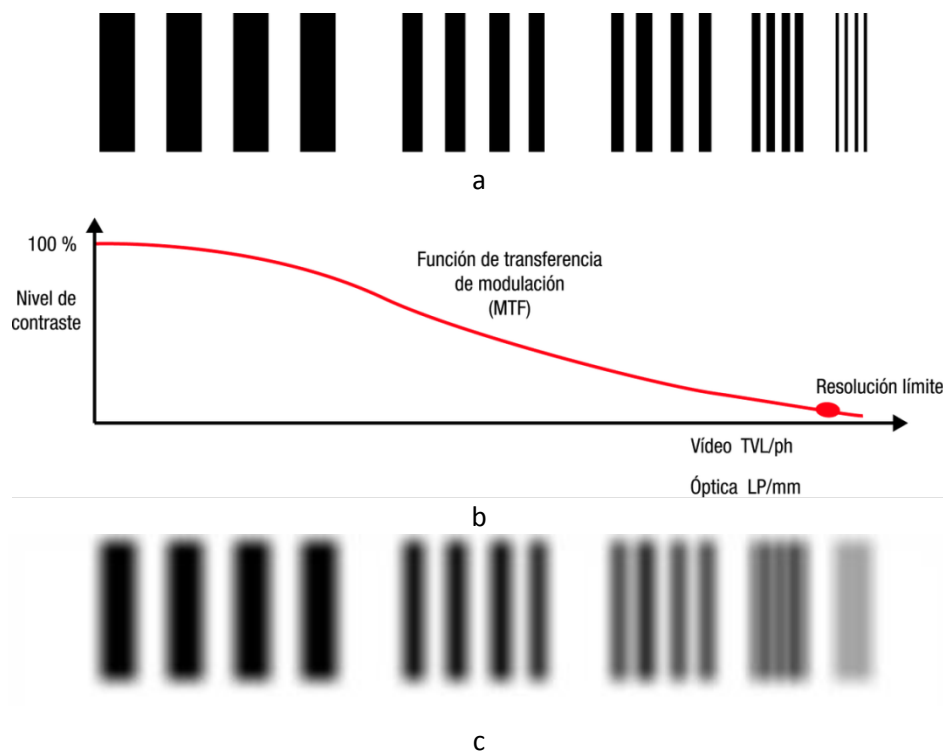 a
100 %
Nivel de
contraste
Función de transferencia
de modulación
(MTF)
Resolución límite
Vídeo TVL/ph
Óptica LP/mm
b
c